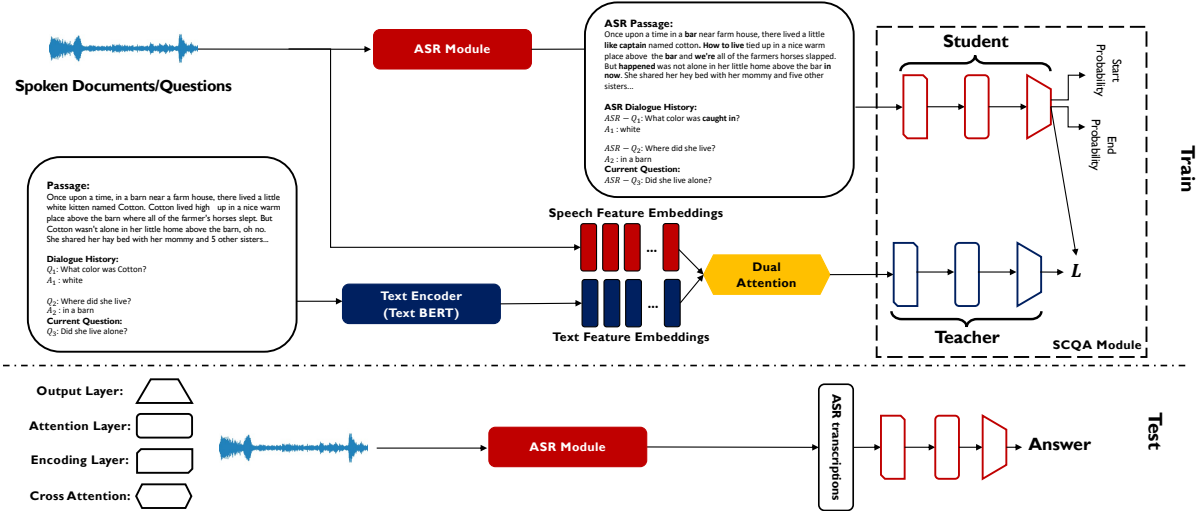 Spoken Documents/Questions
ASR Module
ASR Passage:
Once upon a time in a bar near farm house, there lived a little
like captain named cotton. How to live tied up in a nice warm
place above the bar and we're all of the farmers horses slapped.
But happened was not alone in her little home above the bar in
now. She shared her hey bed with her mommy and five other
sisters...
ASR Dialogue History:
ASR − Q₁: What color was caught in?
A₁ : white
ASR − Q₂: Where did she live?
A₂ : in a barn
Current Question:
ASR − Q₃: Did she live alone?
Student
Start
Probability
End
Probability
Train
Passage:
Once upon a time, in a barn near a farm house, there lived a little
white kitten named Cotton. Cotton lived high up in a nice warm
place above the barn where all of the farmer's horses slept. But
Cotton wasn't alone in her little home above the barn, oh no.
She shared her hay bed with her mommy and 5 other sisters...
Dialogue History:
Q₁: What color was Cotton?
A₁ : white
Q₂: Where did she live?
A₂ : in a barn
Current Question:
Q₃: Did she live alone?
Text Encoder
(Text BERT)
Speech Feature Embeddings
...
...
Text Feature Embeddings
Dual
Attention
L
Teacher
SCQA Module
Output Layer:
Attention Layer:
Encoding Layer:
Cross Attention:
ASR Module
ASR transcriptions
Answer
Test